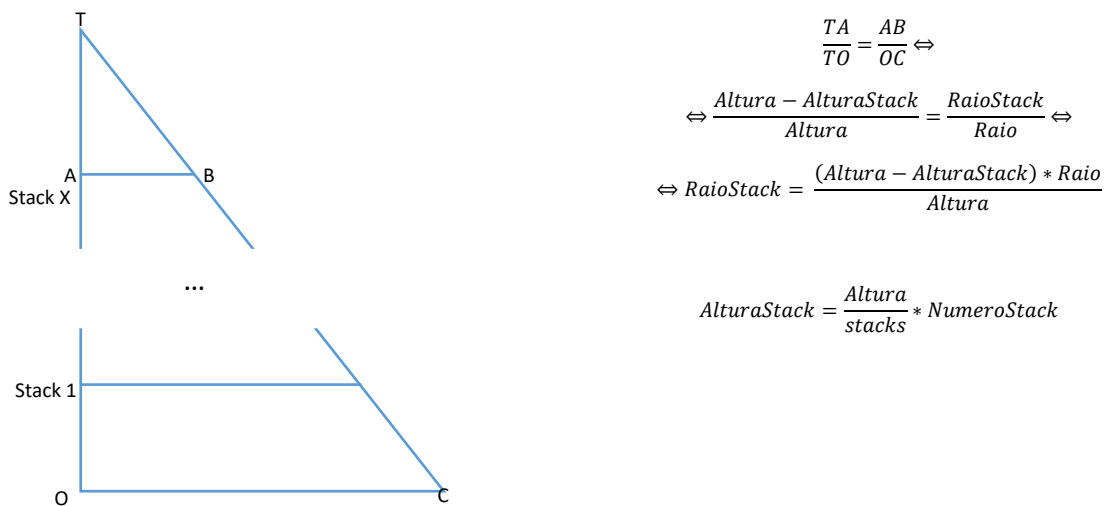 T
A
B
Stack X
...
Stack 1
O
C
TA/TO = AB/OC ⇔
⇔ (Altura − AlturaStack)/Altura = RaioStack/Raio ⇔
⇔ RaioStack = ((Altura − AlturaStack) * Raio)/Altura
AlturaStack = Altura/stacks * NumeroStack